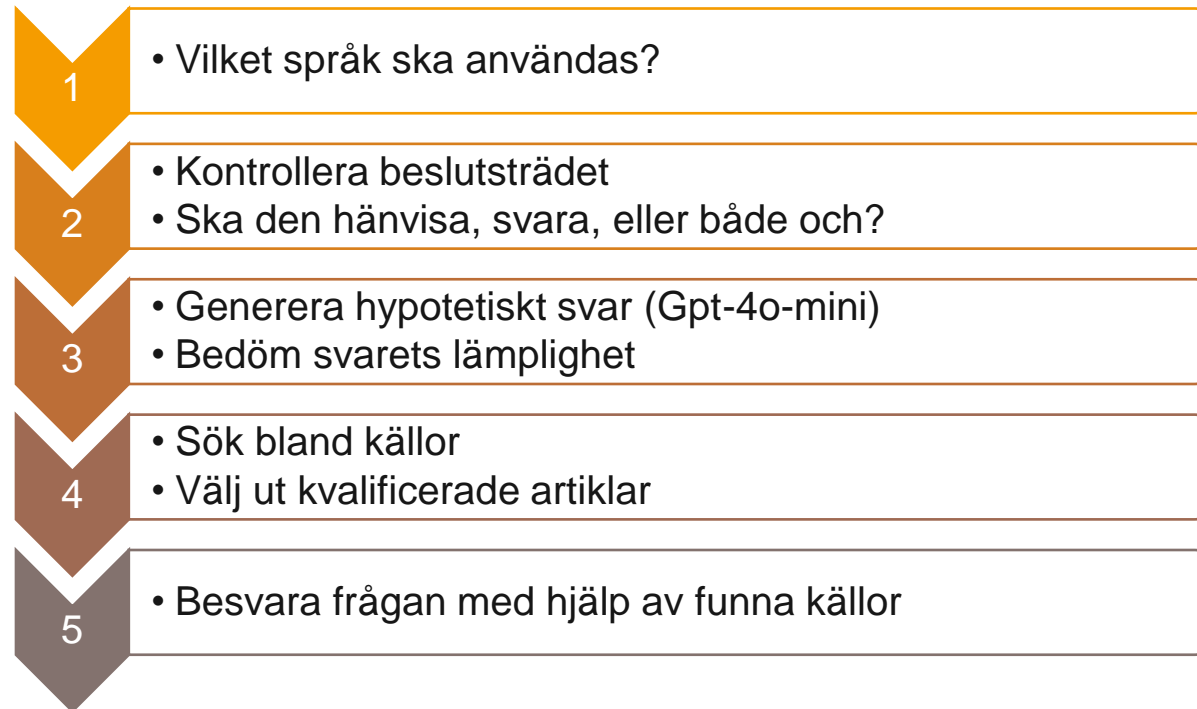 1
• Vilket språk ska användas?
2
• Kontrollera beslutsträdet
• Ska den hänvisa, svara, eller både och?
3
• Generera hypotetiskt svar (Gpt-4o-mini)
• Bedöm svarets lämplighet
4
• Sök bland källor
• Välj ut kvalificerade artiklar
5
• Besvara frågan med hjälp av funna källor